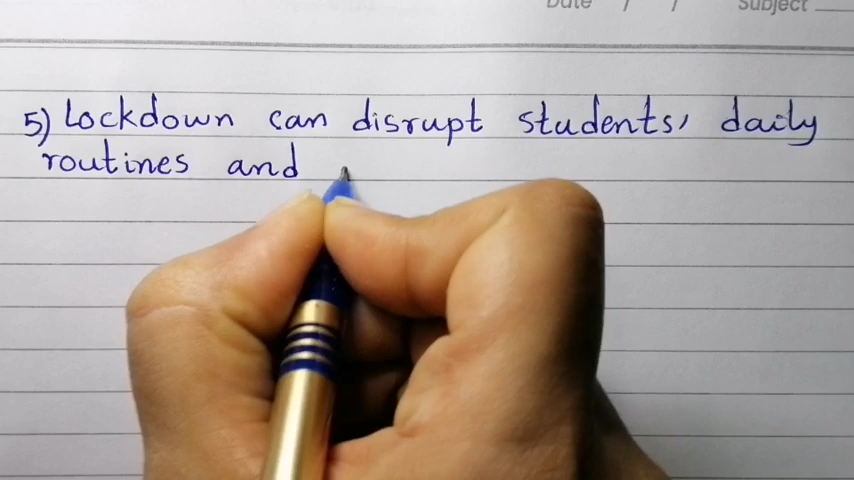 Date / / Subject
5) Lockdown can disrupt students, daily
routines and